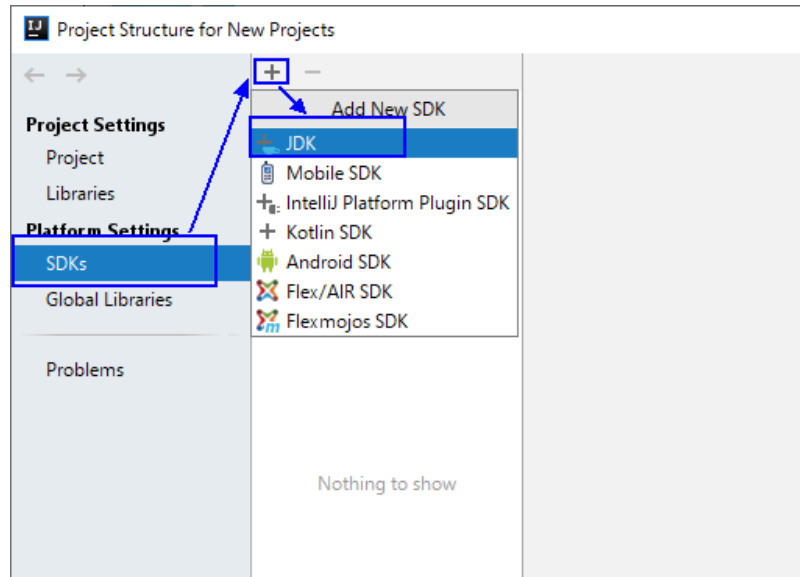 IJ
Project Structure for New Projects
Project Settings
Project
Libraries
Platform Settings
SDKs
Global Libraries
Problems
Add New SDK
JDK
Mobile SDK
IntelliJ Platform Plugin SDK
Kotlin SDK
Android SDK
Flex/AIR SDK
Flexmojos SDK
Nothing to show